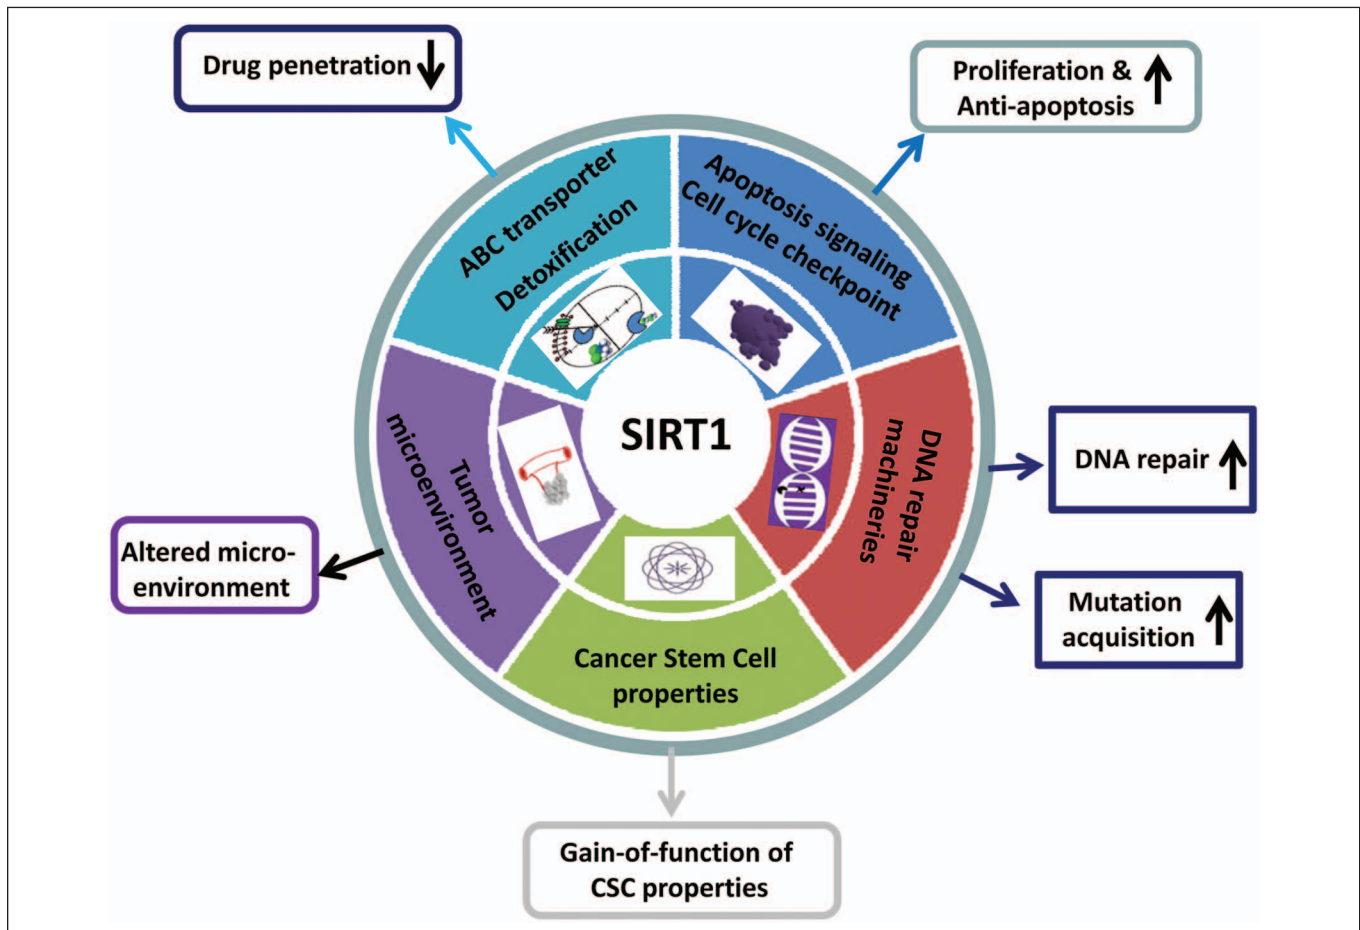 Drug penetration
Proliferation &
Anti-apoptosis
ABC transporter
Detoxification
Apoptosis signaling
Cell cycle checkpoint
SIRT1
DNA repair
machineries
DNA repair
Mutation
acquisition
Tumor
microenvironment
Altered micro-
environment
Cancer Stem Cell
properties
Gain-of-function of
CSC properties